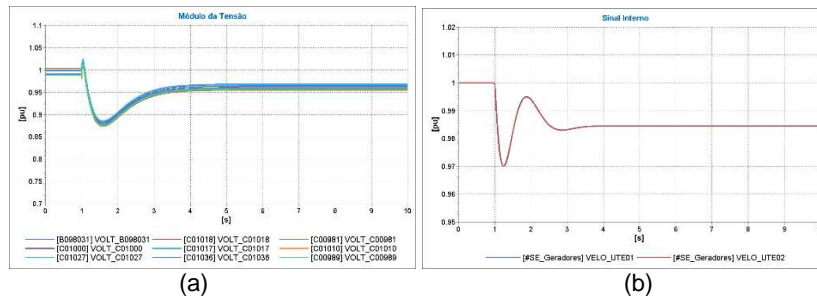 Módulo da Tensão
1.1
1.05
1
0.95
0.9
0.85
0.8
0.75
0.7
[pu]
0 1 2 3 4 5 6 7 8 9 10
[s]
[B098031] VOLT_B098031 [C01018] VOLT_C01018 [C00981] VOLT_C00981
[C01000] VOLT_C01000 [C01017] VOLT_C01017 [C01010] VOLT_C01010
[C01027] VOLT_C01027 [C01036] VOLT_C01036 [C00989] VOLT_C00989
(a)
Sinal Interno
1.02
1.01
1
0.99
0.98
0.97
0.96
0.95
[pu]
0 1 2 3 4 5 6 7 8 9 10
[s]
[#SE_Geradores] VELO_UTE01 [#SE_Geradores] VELO_UTE02
(b)